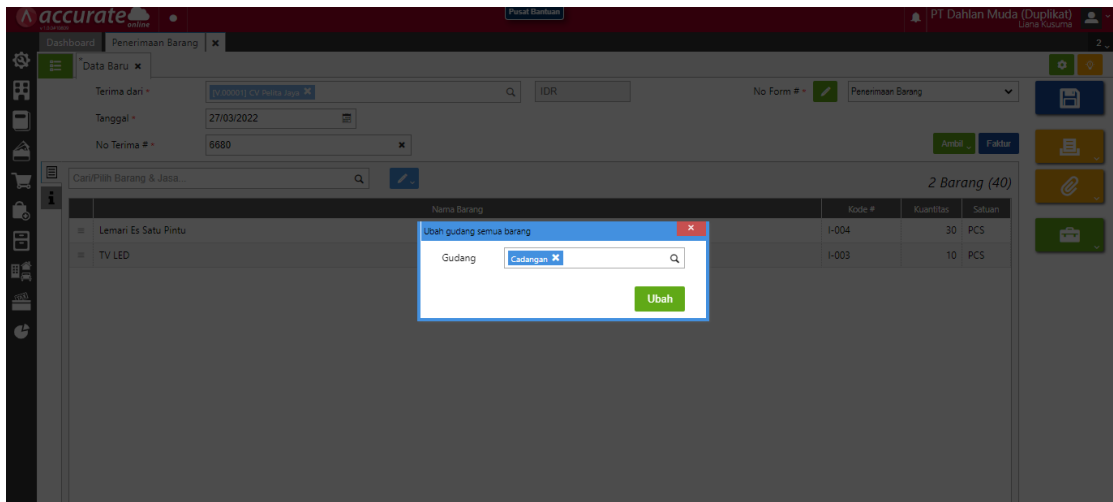 accurate online
Pusat Bantuan
PT Dahlan Muda (Duplikat)
Liana Kusuma
Dashboard
Penerimaan Barang
2
Data Baru
Terima dari *
[V.00001] CV Pelita Jaya
IDR
No Form # *
Penerimaan Barang
Tanggal *
27/03/2022
No Terima # *
6680
Ambil
Faktur
Cari/Pilih Barang & Jasa...
2 Barang (40)
Nama Barang
Kode #
Kuantitas
Satuan
Lemari Es Satu Pintu
I-004
30
PCS
TV LED
I-003
10
PCS
Ubah gudang semua barang
Gudang
Cadangan
Ubah